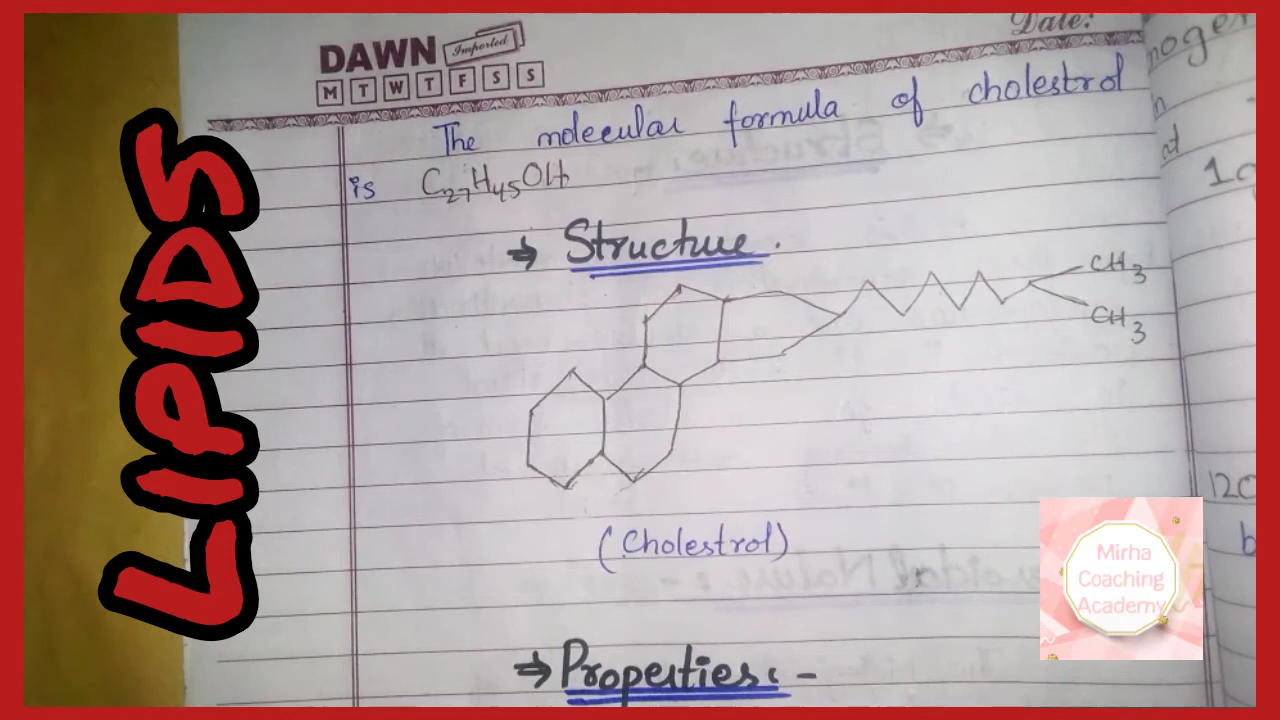 LIPIDS
DAWN Imported
Date:
M T W T F S S
The molecular formula of cholestrol
is C₂₇H₄₅OH
⇒ Structure.
CH₃
CH₃
(Cholestrol)
⇒ Properties:-
Mirha
Coaching
Academy
120